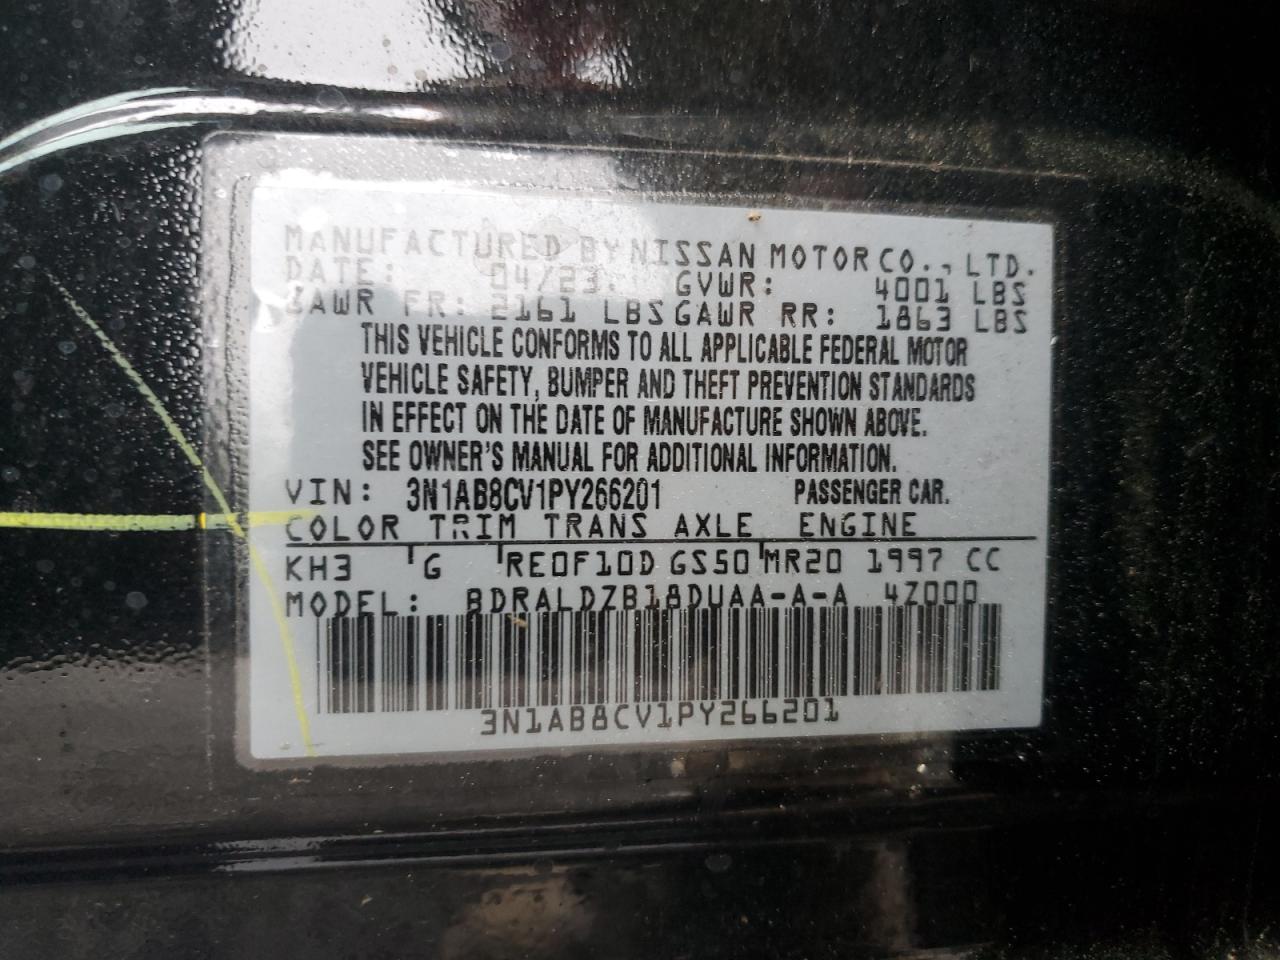 MANUFACTURED BY NISSAN MOTOR CO., LTD.
DATE: 04/23 GVWR: 4001 LBS
GAWR FR: 2161 LBS GAWR RR: 1863 LBS
THIS VEHICLE CONFORMS TO ALL APPLICABLE FEDERAL MOTOR
VEHICLE SAFETY, BUMPER AND THEFT PREVENTION STANDARDS
IN EFFECT ON THE DATE OF MANUFACTURE SHOWN ABOVE.
SEE OWNER'S MANUAL FOR ADDITIONAL INFORMATION.
VIN: 3N1AB8CV1PY266201 PASSENGER CAR.
COLOR TRIM TRANS AXLE ENGINE
KH3 G RE0F10D GS50 MR20 1997 CC
MODEL: BDRALDZB18DUAA-A-A 4Z000
3N1AB8CV1PY266201